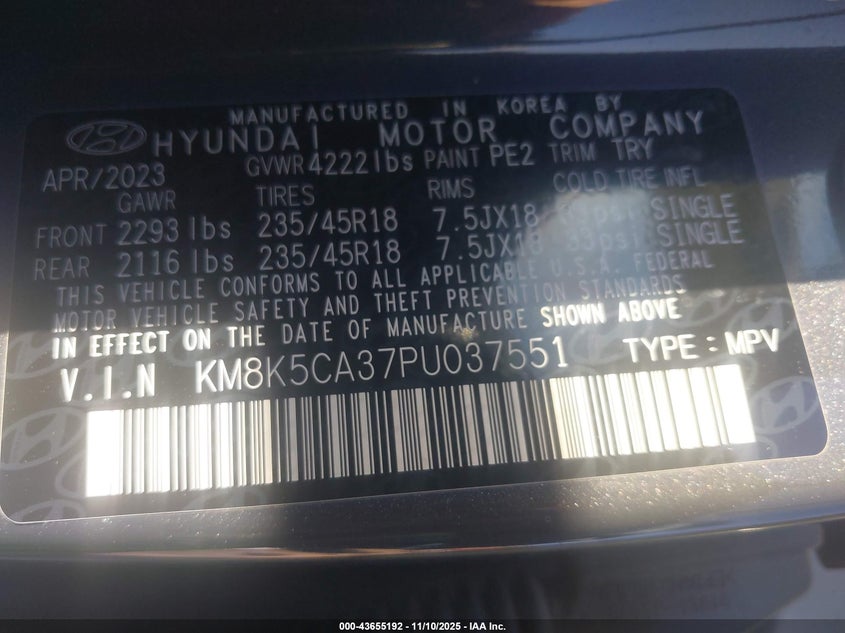 MANUFACTURED IN KOREA BY
HYUNDAI MOTOR COMPANY
APR/2023 GVWR 4222 lbs PAINT PE2 TRIM TRY
GAWR TIRES RIMS COLD TIRE INFL
FRONT 2293 lbs 235/45R18 7.5JX18 33psi SINGLE
REAR 2116 lbs 235/45R18 7.5JX18 33psi SINGLE
THIS VEHICLE CONFORMS TO ALL APPLICABLE U.S.A. FEDERAL
MOTOR VEHICLE SAFETY AND THEFT PREVENTION STANDARDS
IN EFFECT ON THE DATE OF MANUFACTURE SHOWN ABOVE
V.I.N KM8K5CA37PU037551 TYPE : MPV
000-43655192 - 11/10/2025 - IAA Inc.